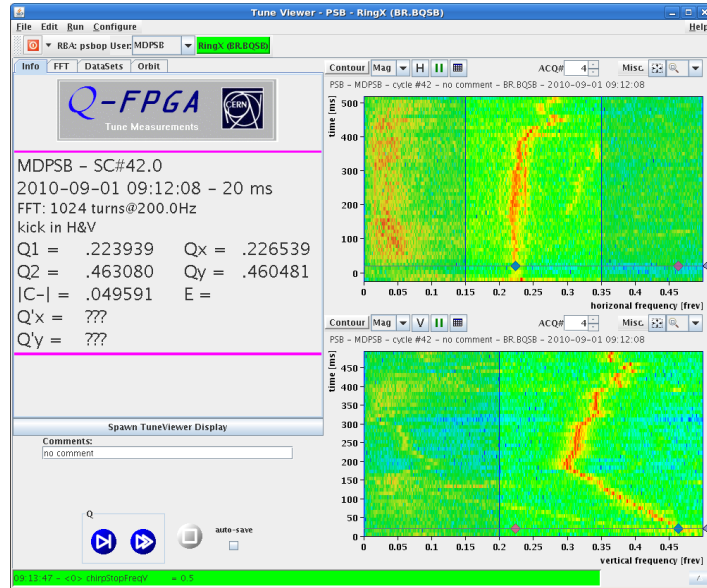 Tune Viewer - PSB - RingX (BR.BQSB)
File Edit Run Configure Help
RBA: psbop User: MDPSB RingX (BR.BQSB)
Info FFT DataSets Orbit
Q-FPGA
Tune Measurements
CERN
MDPSB - SC#42.0
2010-09-01 09:12:08 - 20 ms
FFT: 1024 turns@200.0Hz
kick in H&V
Q1 = .223939 Qx = .226539
Q2 = .463080 Qy = .460481
|C-| = .049591 E =
Q'x = ???
Q'y = ???
Spawn TuneViewer Display
Comments:
no comment
Q
auto-save
09:13:47 - <0> chirpStopFreqV = 0.5
Contour Mag H ACQ# 4 Misc.
PSB - MDPSB - cycle #42 - no comment - BR.BQSB - 2010-09-01 09:12:08
time [ms]
500
400
300
200
100
0
0 0.05 0.1 0.15 0.2 0.25 0.3 0.35 0.4 0.45
horizonal frequency [frev]
Contour Mag V ACQ# 4 Misc.
PSB - MDPSB - cycle #42 - no comment - BR.BQSB - 2010-09-01 09:12:08
time [ms]
450
400
350
300
250
200
150
100
50
0
0 0.05 0.1 0.15 0.2 0.25 0.3 0.35 0.4 0.45
vertical frequency [frev]